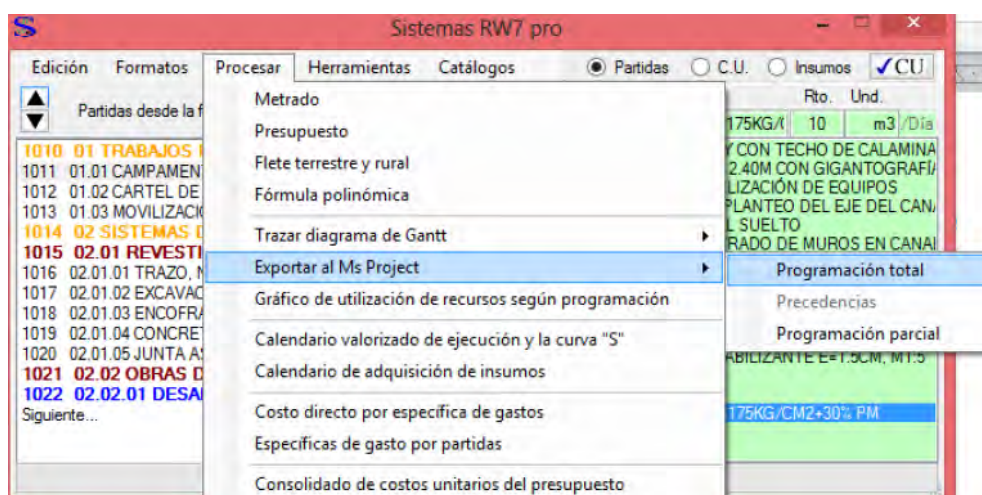 Sistemas RW7 pro
Edición Formatos Procesar Herramientas Catálogos Partidas C.U. Insumos ✓CU
Partidas desde la f
Rto. Und.
175KG/( 10 m3 /Día
Metrado
Presupuesto
Flete terrestre y rural
Fórmula polinómica
Trazar diagrama de Gantt
Exportar al Ms Project
Gráfico de utilización de recursos según programación
Calendario valorizado de ejecución y la curva "S"
Calendario de adquisición de insumos
Costo directo por específica de gastos
Específicas de gasto por partidas
Consolidado de costos unitarios del presupuesto
Programación total
Precedencias
Programación parcial
1010 01 TRABAJOS
1011 01.01 CAMPAMEN
1012 01.02 CARTEL DE
1013 01.03 MOVILIZACI
1014 02 SISTEMAS
1015 02.01 REVESTI
1016 02.01.01 TRAZO, N
1017 02.01.02 EXCAVAC
1018 02.01.03 ENCOFRA
1019 02.01.04 CONCRET
1020 02.01.05 JUNTA A
1021 02.02 OBRAS D
1022 02.02.01 DESA
Siguiente...
Y CON TECHO DE CALAMINA
2.40M CON GIGANTOGRAFÍA
LIZACIÓN DE EQUIPOS
PLANTEO DEL EJE DEL CANA
L SUELTO
RADO DE MUROS EN CANAL
ABILIZANTE E=1.5CM, M1:5
175KG/CM2+30% PM